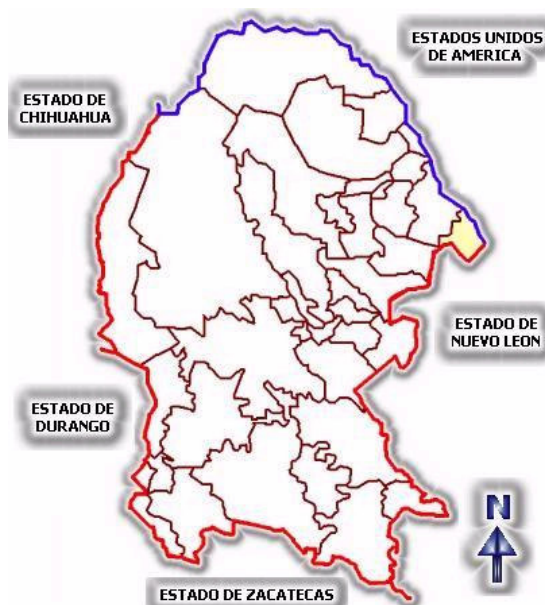 ESTADOS UNIDOS
DE AMERICA
ESTADO DE
CHIHUAHUA
ESTADO DE
NUEVO LEON
ESTADO DE
DURANGO
N
ESTADO DE ZACATECAS